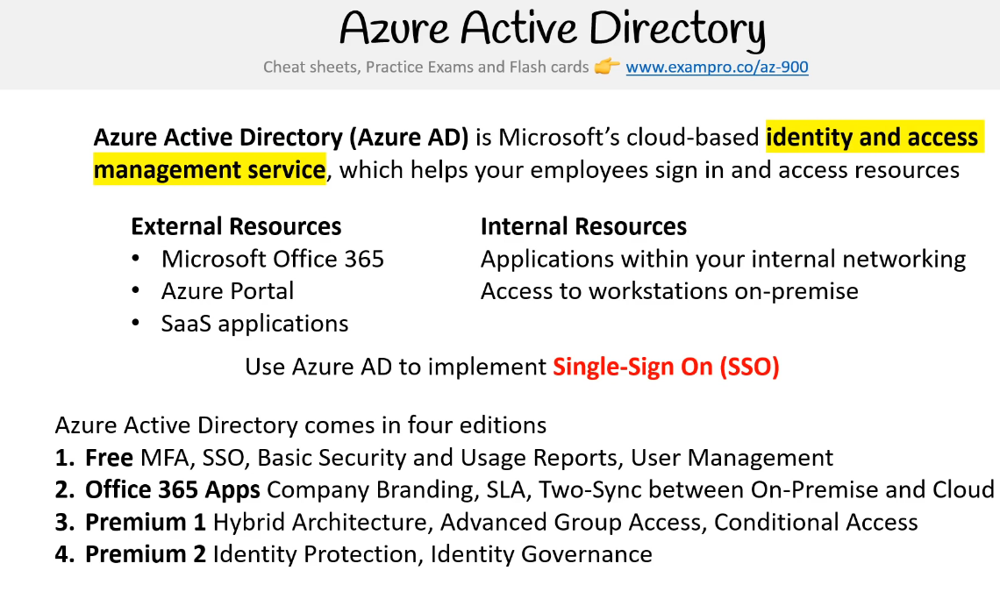 Azure Active Directory
Cheat sheets, Practice Exams and Flash cards 👉 www.exampro.co/az-900
Azure Active Directory (Azure AD) is Microsoft’s cloud-based identity and access
management service, which helps your employees sign in and access resources
External Resources
• Microsoft Office 365
• Azure Portal
• SaaS applications
Internal Resources
Applications within your internal networking
Access to workstations on-premise
Use Azure AD to implement Single-Sign On (SSO)
Azure Active Directory comes in four editions
1. Free MFA, SSO, Basic Security and Usage Reports, User Management
2. Office 365 Apps Company Branding, SLA, Two-Sync between On-Premise and Cloud
3. Premium 1 Hybrid Architecture, Advanced Group Access, Conditional Access
4. Premium 2 Identity Protection, Identity Governance